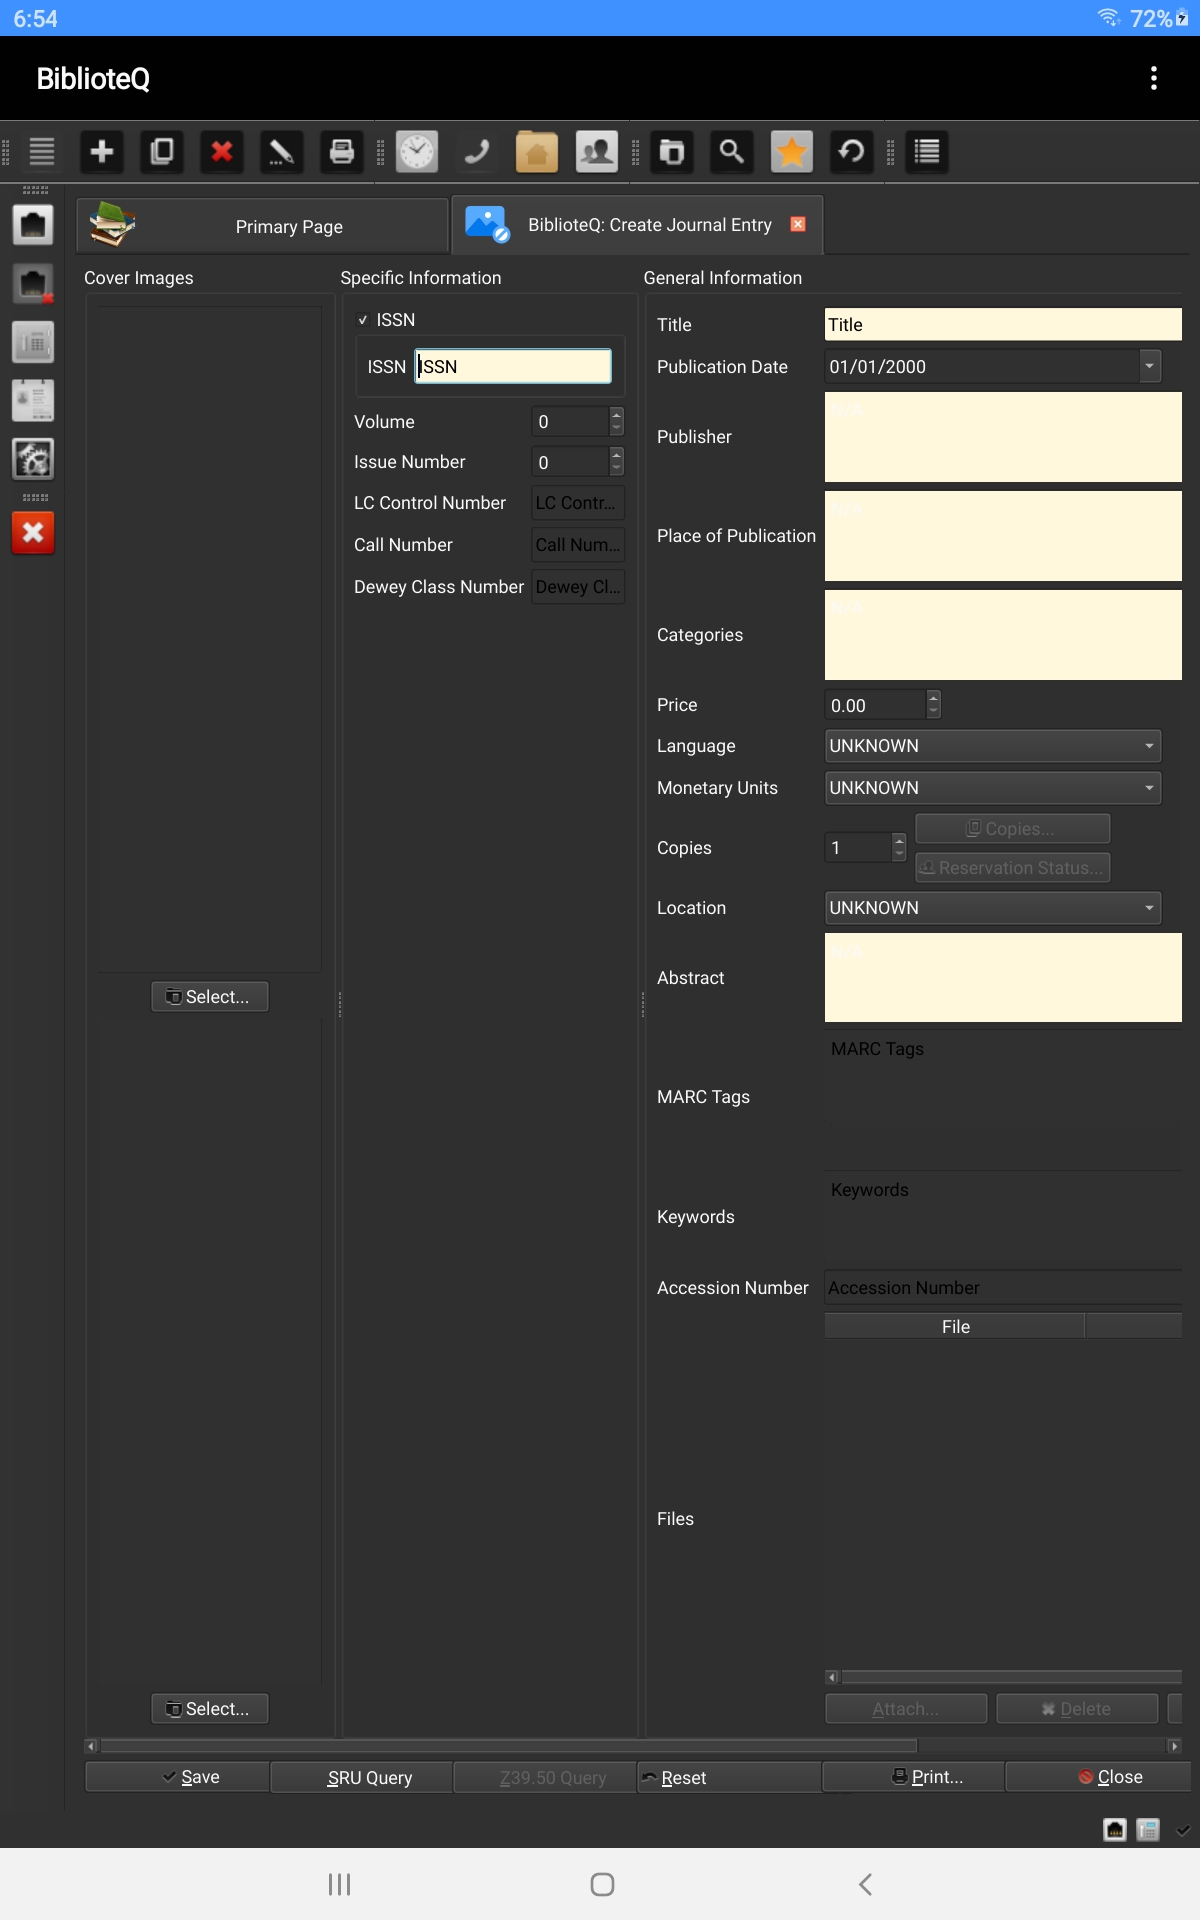 6:54
72%
BiblioteQ
Primary Page
BiblioteQ: Create Journal Entry
Cover Images
Specific Information
General Information
ISSN
ISSN
ISSN
Volume
0
Issue Number
0
LC Control Number
LC Contr...
Call Number
Call Num...
Dewey Class Number
Dewey Cl...
Select...
Select...
Title
Title
Publication Date
01/01/2000
Publisher
N/A
Place of Publication
N/A
Categories
N/A
Price
0.00
Language
UNKNOWN
Monetary Units
UNKNOWN
Copies
1
Copies...
Reservation Status...
Location
UNKNOWN
Abstract
N/A
MARC Tags
MARC Tags
Keywords
Keywords
Accession Number
Accession Number
File
Files
Attach...
Delete
Save
SRU Query
Z39.50 Query
Reset
Print...
Close